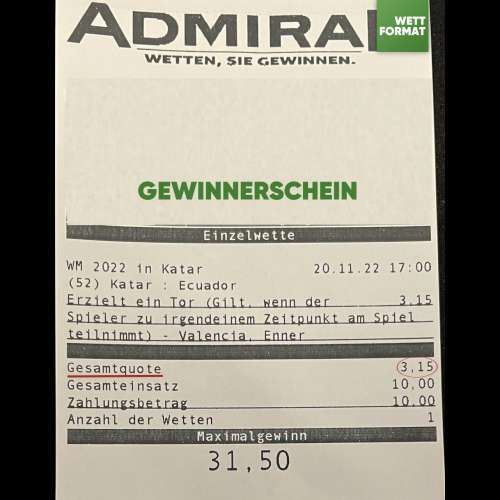 ADMIRA
WETT
FORMAT
WETTEN, SIE GEWINNEN.
GEWINNERSCHEIN
Einzelwette
WM 2022 in Katar 20.11.22 17:00
(52) Katar : Ecuador
Erzielt ein Tor (Gilt, wenn der 3,15
Spieler zu irgendeinem Zeitpunkt am Spiel
teilnimmt) - Valencia, Enner
Gesamtquote 3,15
Gesamteinsatz 10,00
Zahlungsbetrag 10,00
Anzahl der Wetten 1
Maximalgewinn
31,50